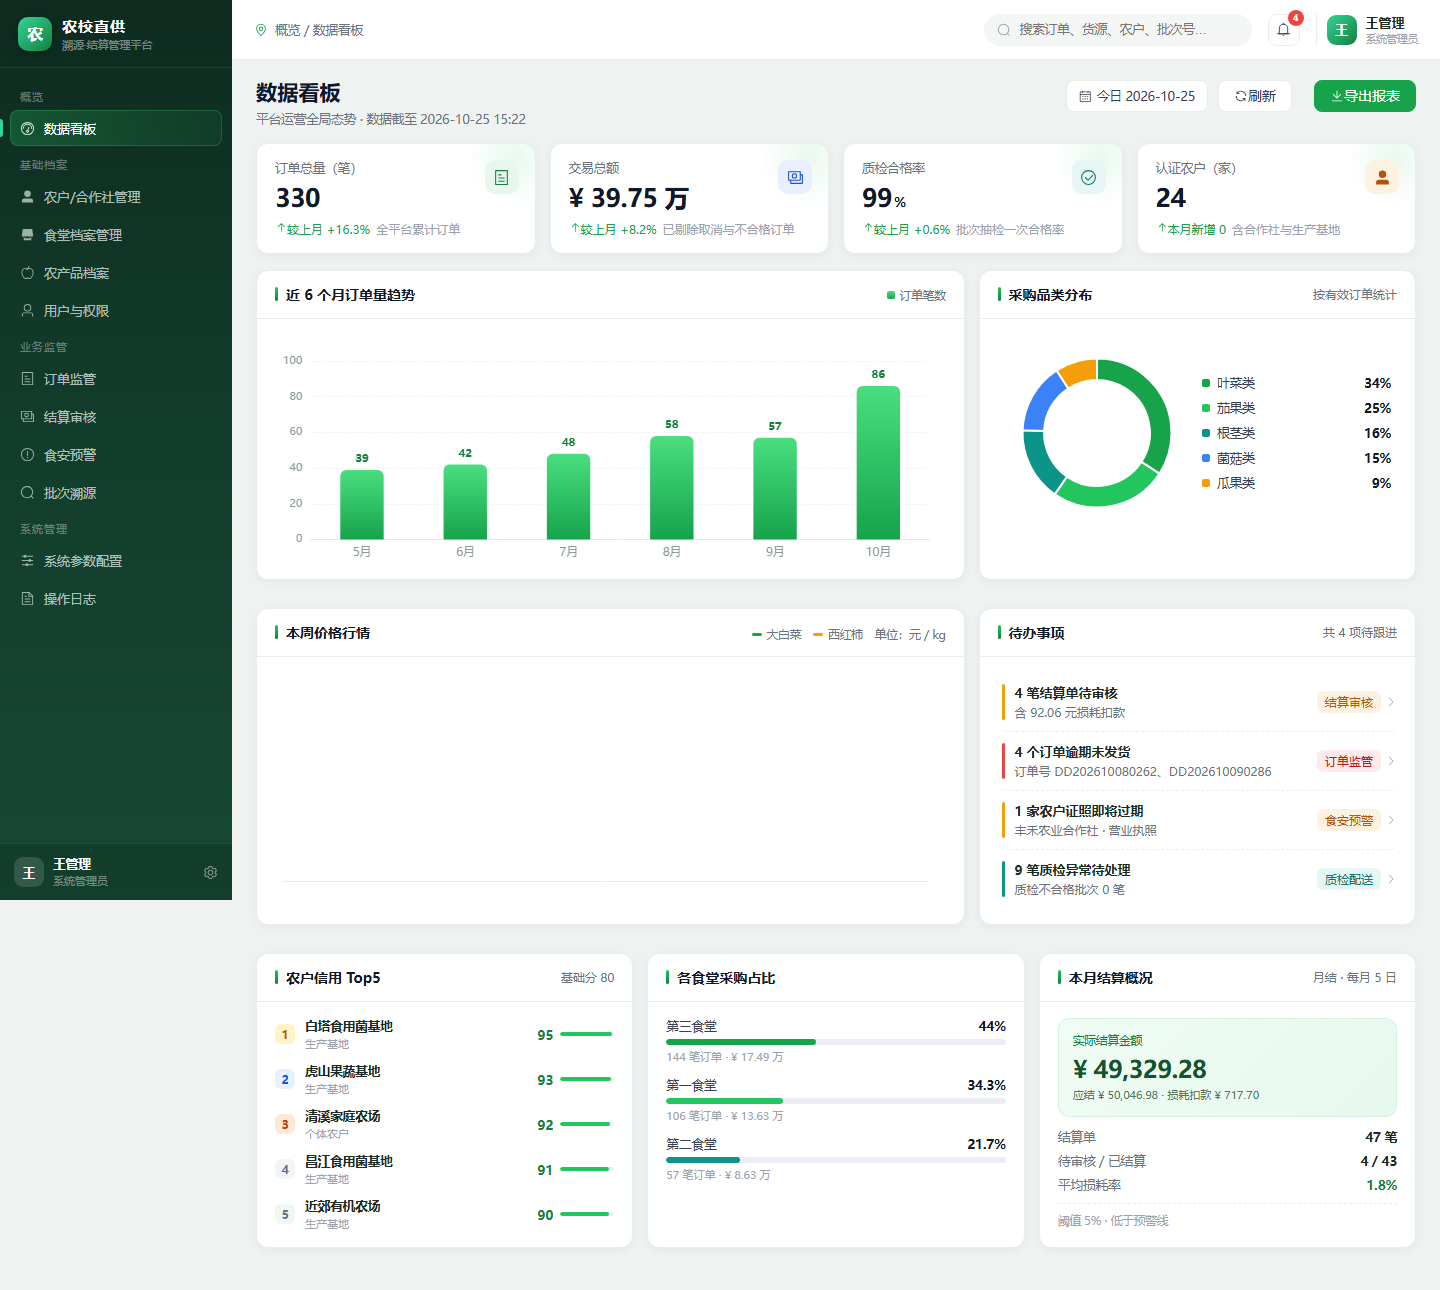 农
农校直供
溯源·结算管理平台
概览
数据看板
基础档案
农户/合作社管理
食堂档案管理
农产品档案
用户与权限
业务监管
订单监管
结算审核
食安预警
批次溯源
系统管理
系统参数配置
操作日志
王
王管理
系统管理员
概览 / 数据看板
搜索订单、货源、农户、批次号...
4
王
王管理
系统管理员
数据看板
平台运营全局态势 · 数据截至 2026-10-25 15:22
今日 2026-10-25
刷新
导出报表
订单总量（笔）
330
较上月 +16.3% 全平台累计订单
交易总额
¥ 39.75 万
较上月 +8.2% 已剔除取消与不合格订单
质检合格率
99%
较上月 +0.6% 批次抽检一次合格率
认证农户（家）
24
本月新增 0 含合作社与生产基地
近 6 个月订单量趋势
订单笔数
100
80
60
40
20
0
39
42
48
58
57
86
5月
6月
7月
8月
9月
10月
采购品类分布
按有效订单统计
叶菜类 34%
茄果类 25%
根茎类 16%
菌菇类 15%
瓜果类 9%
本周价格行情
大白菜 西红柿 单位：元 / kg
待办事项
共 4 项待跟进
4 笔结算单待审核
含 92.06 元损耗扣款
结算审核
4 个订单逾期未发货
订单号 DD202610080262、DD202610090286
订单监管
1 家农户证照即将过期
丰禾农业合作社 · 营业执照
食安预警
9 笔质检异常待处理
质检不合格批次 0 笔
质检配送
农户信用 Top5
基础分 80
1
白塔食用菌基地
生产基地
95
2
虎山果蔬基地
生产基地
93
3
清溪家庭农场
个体农户
92
4
昌江食用菌基地
生产基地
91
5
近郊有机农场
生产基地
90
各食堂采购占比
第三食堂 44%
144 笔订单 · ¥ 17.49 万
第一食堂 34.3%
106 笔订单 · ¥ 13.63 万
第二食堂 21.7%
57 笔订单 · ¥ 8.63 万
本月结算概况
月结 · 每月 5 日
实际结算金额
¥ 49,329.28
应结 ¥ 50,046.98 · 损耗扣款 ¥ 717.70
结算单 47 笔
待审核 / 已结算 4 / 43
平均损耗率 1.8%
阈值 5% · 低于预警线